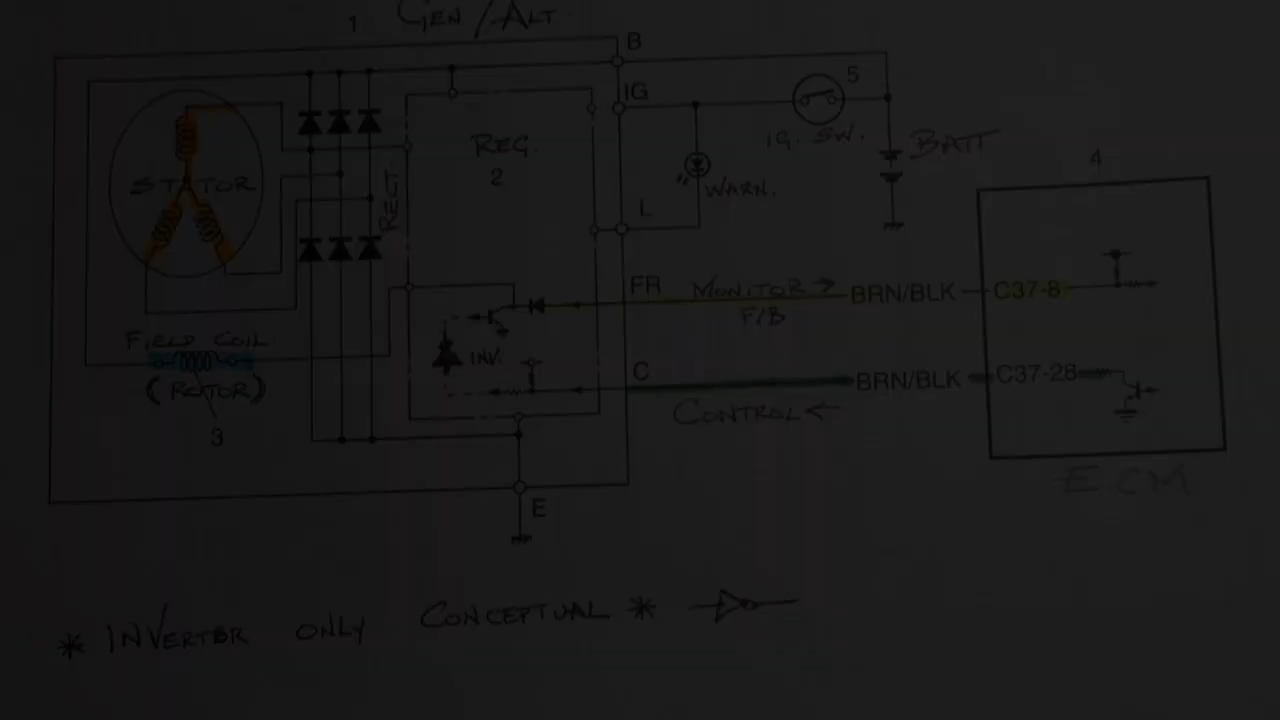 1 GEN/ALT
B
IG
5
IG. SW.
BATT
REG.
2
STATOR
RECT
"WARN.
4
L
FR MONITOR → BRN/BLK C37-8
F/B
FIELD COIL
(ROTOR)
3
INV.
C BRN/BLK C37-28
CONTROL ←
ECM
E
* INVERTER ONLY CONCEPTUAL *